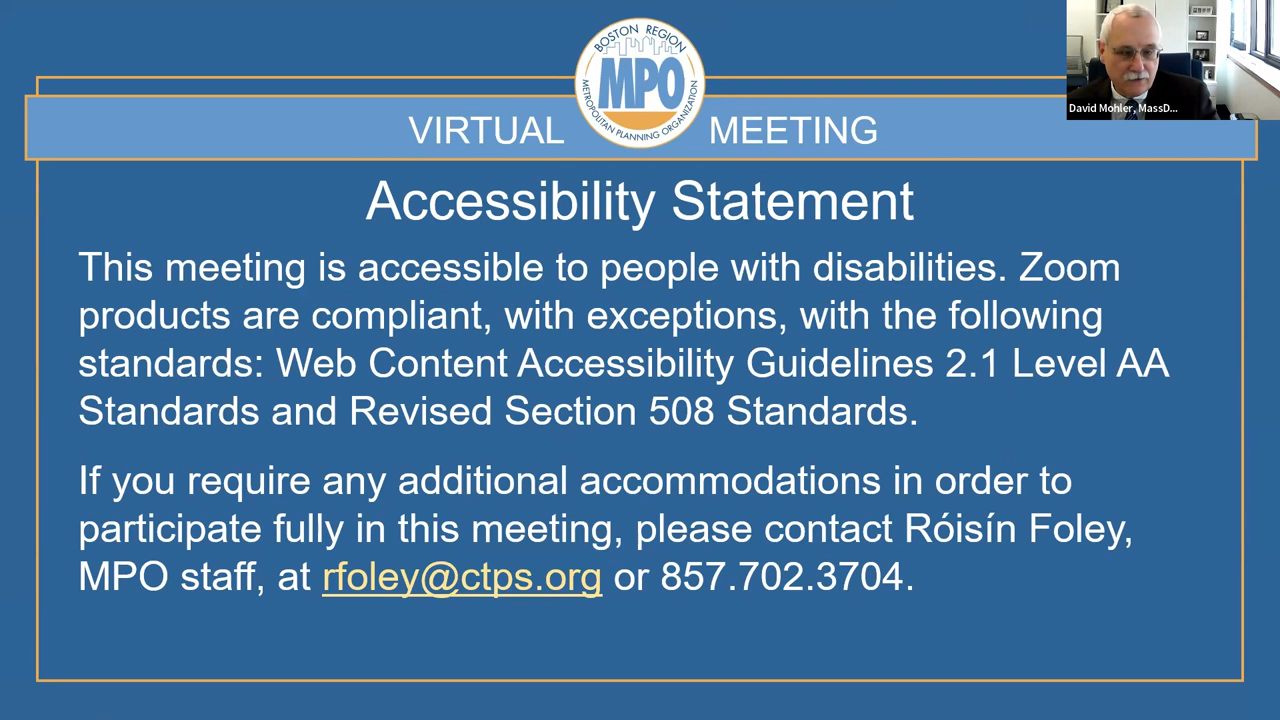 BOSTON REGION
MPO
METROPOLITAN PLANNING ORGANIZATION
VIRTUAL MEETING
David Mohler, MassD...
Accessibility Statement
This meeting is accessible to people with disabilities. Zoom
products are compliant, with exceptions, with the following
standards: Web Content Accessibility Guidelines 2.1 Level AA
Standards and Revised Section 508 Standards.
If you require any additional accommodations in order to
participate fully in this meeting, please contact Róisín Foley,
MPO staff, at rfoley@ctps.org or 857.702.3704.